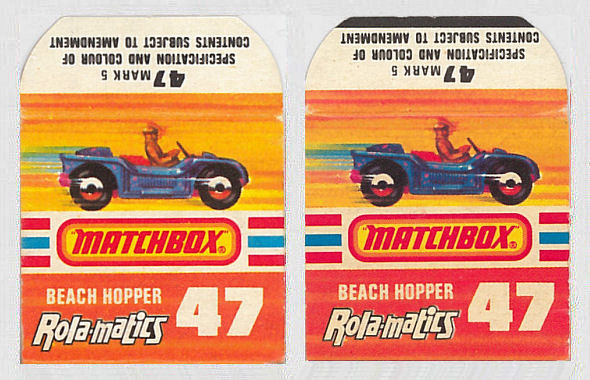 47 MARK 5
SPECIFICATION AND COLOUR OF
CONTENTS SUBJECT TO AMENDMENT
"MATCHBOX"®
BEACH HOPPER
Rola-matics
47
47 MARK 5
SPECIFICATION AND COLOUR OF
CONTENTS SUBJECT TO AMENDMENT
"MATCHBOX"®
BEACH HOPPER
Rola-matics
47